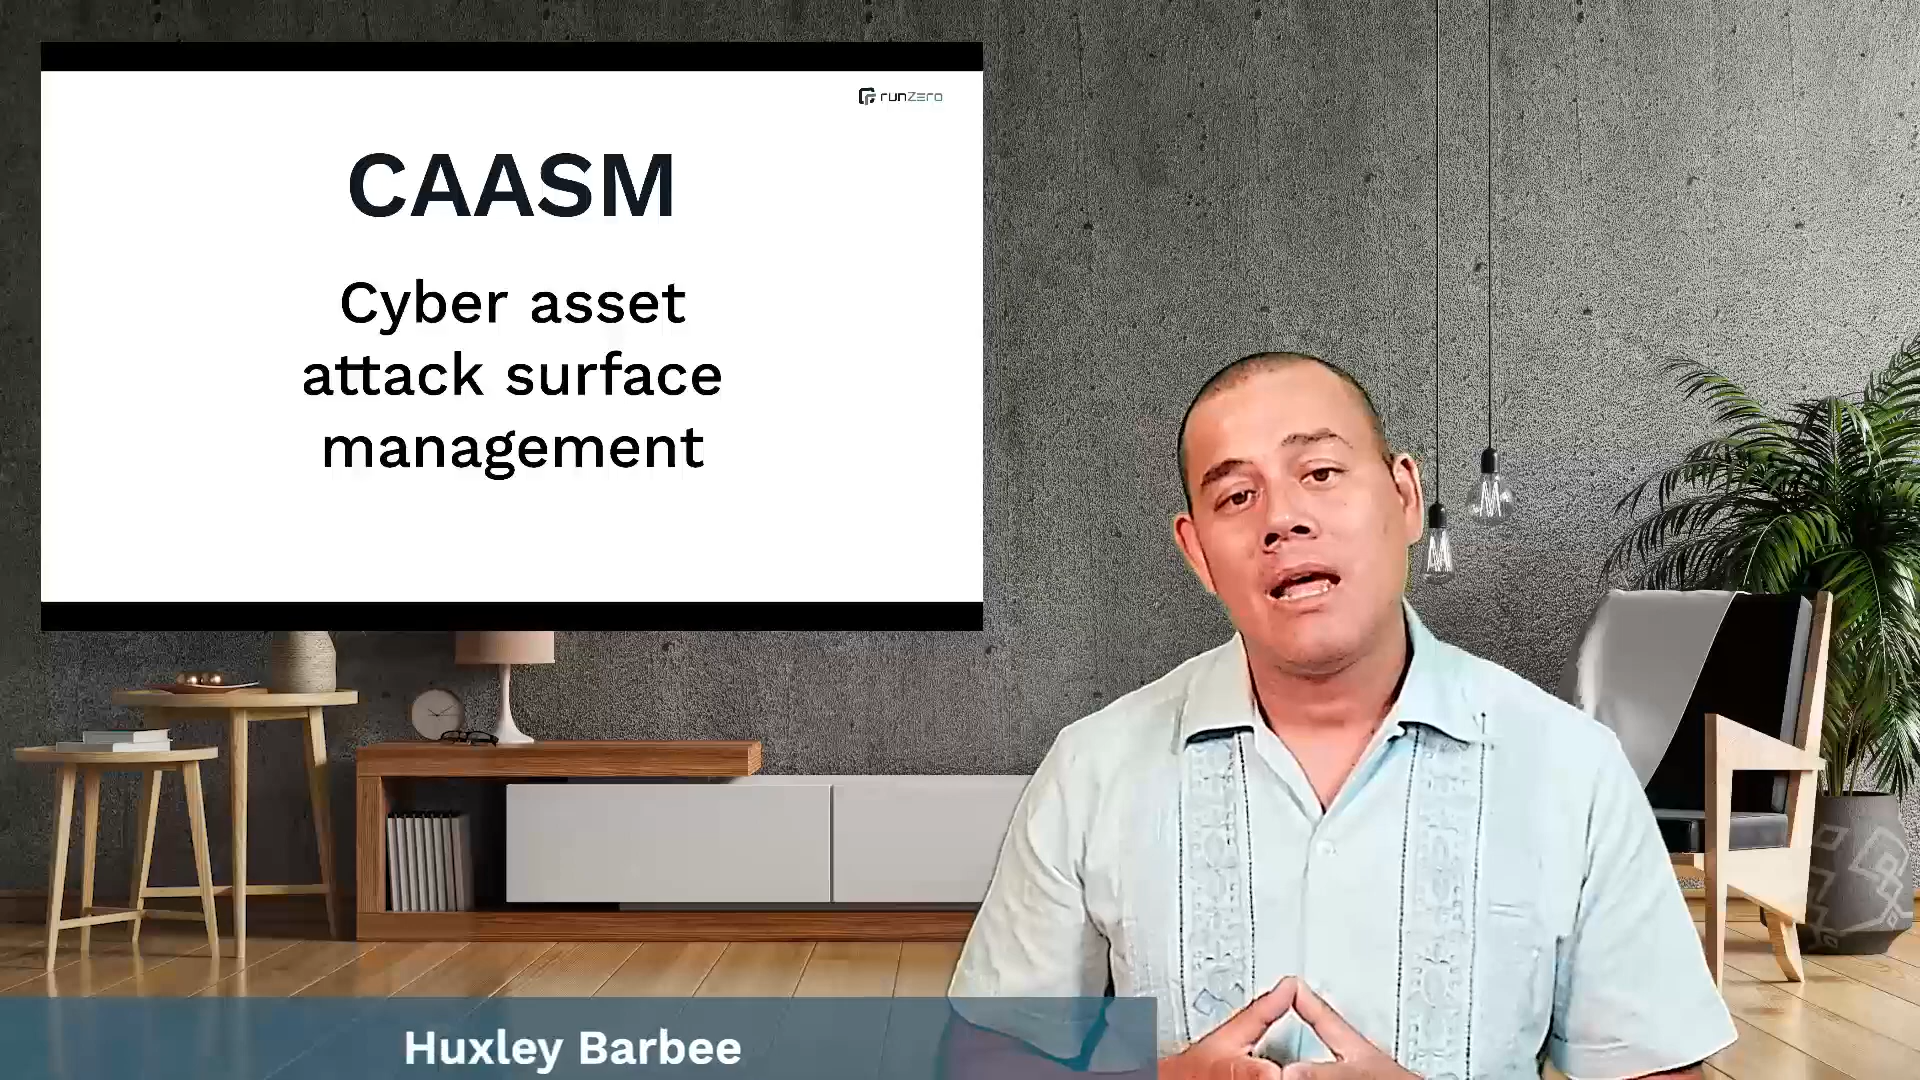 runZero
CAASM
Cyber asset
attack surface
management
Huxley Barbee